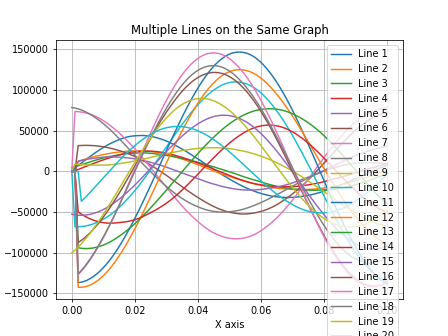 Multiple Lines on the Same Graph
150000
100000
50000
0
−50000
−100000
−150000
0.00
0.02
0.04
0.06
X axis
Line 1
Line 2
Line 3
Line 4
Line 5
Line 6
Line 7
Line 8
Line 9
Line 10
Line 11
Line 12
Line 13
Line 14
Line 15
Line 16
Line 17
Line 18
Line 19
Line 20